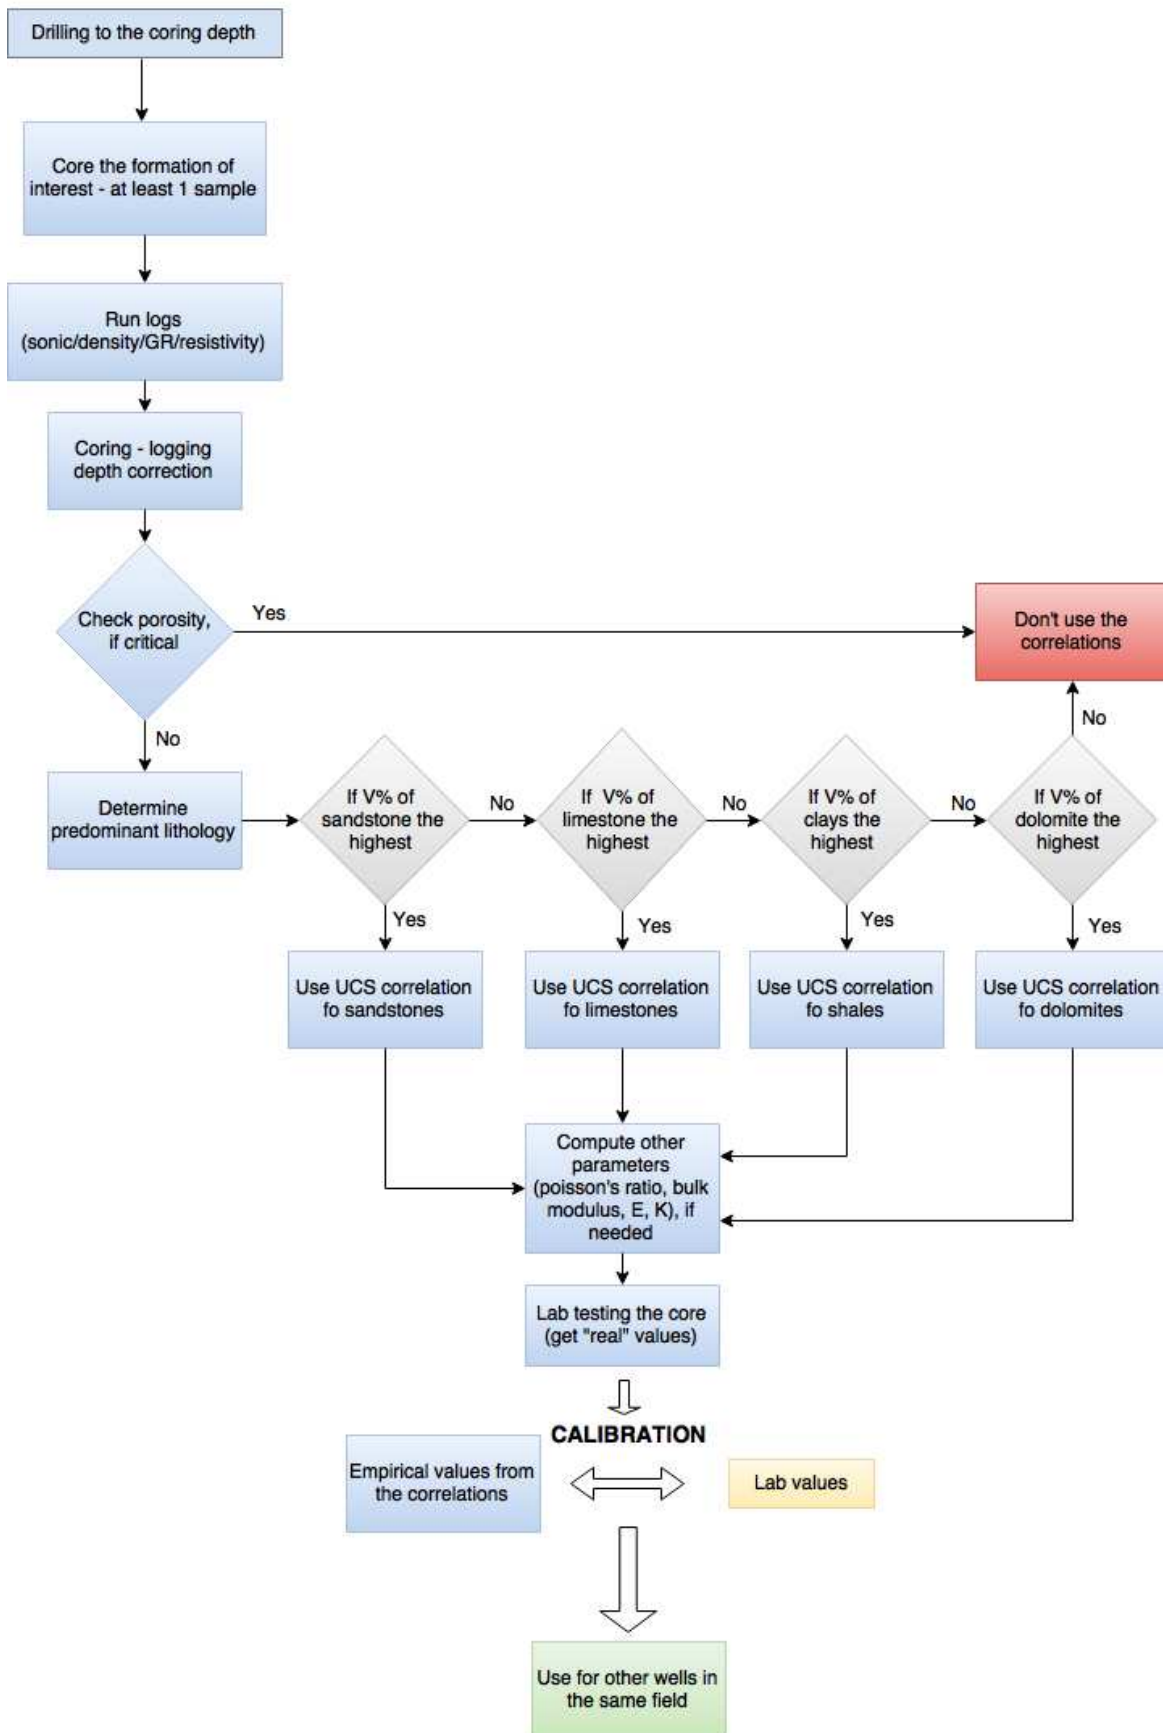 Drilling to the coring depth
Core the formation of
interest - at least 1 sample
Run logs
(sonic/density/GR/resistivity)
Coring - logging
depth correction
Check porosity,
if critical
Yes
Don't use the
correlations
No
No
Determine
predominant lithology
If V% of
sandstone the
highest
No
If V% of
limestone the
highest
No
If V% of
clays the
highest
No
If V% of
dolomite the
highest
Yes
Yes
Yes
Yes
Use UCS correlation
fo sandstones
Use UCS correlation
fo limestones
Use UCS correlation
fo shales
Use UCS correlation
fo dolomites
Compute other
parameters
(poisson's ratio, bulk
modulus, E, K), if
needed
Lab testing the core
(get "real" values)
CALIBRATION
Empirical values from
the correlations
Lab values
Use for other wells in
the same field